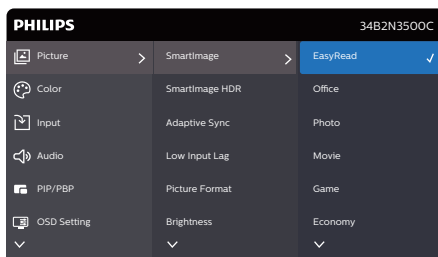 PHILIPS 34B2N3500C
Picture SmartImage EasyRead
Color SmartImage HDR Office
Input Adaptive Sync Photo
Audio Low Input Lag Movie
PIP/PBP Picture Format Game
OSD Setting Brightness Economy